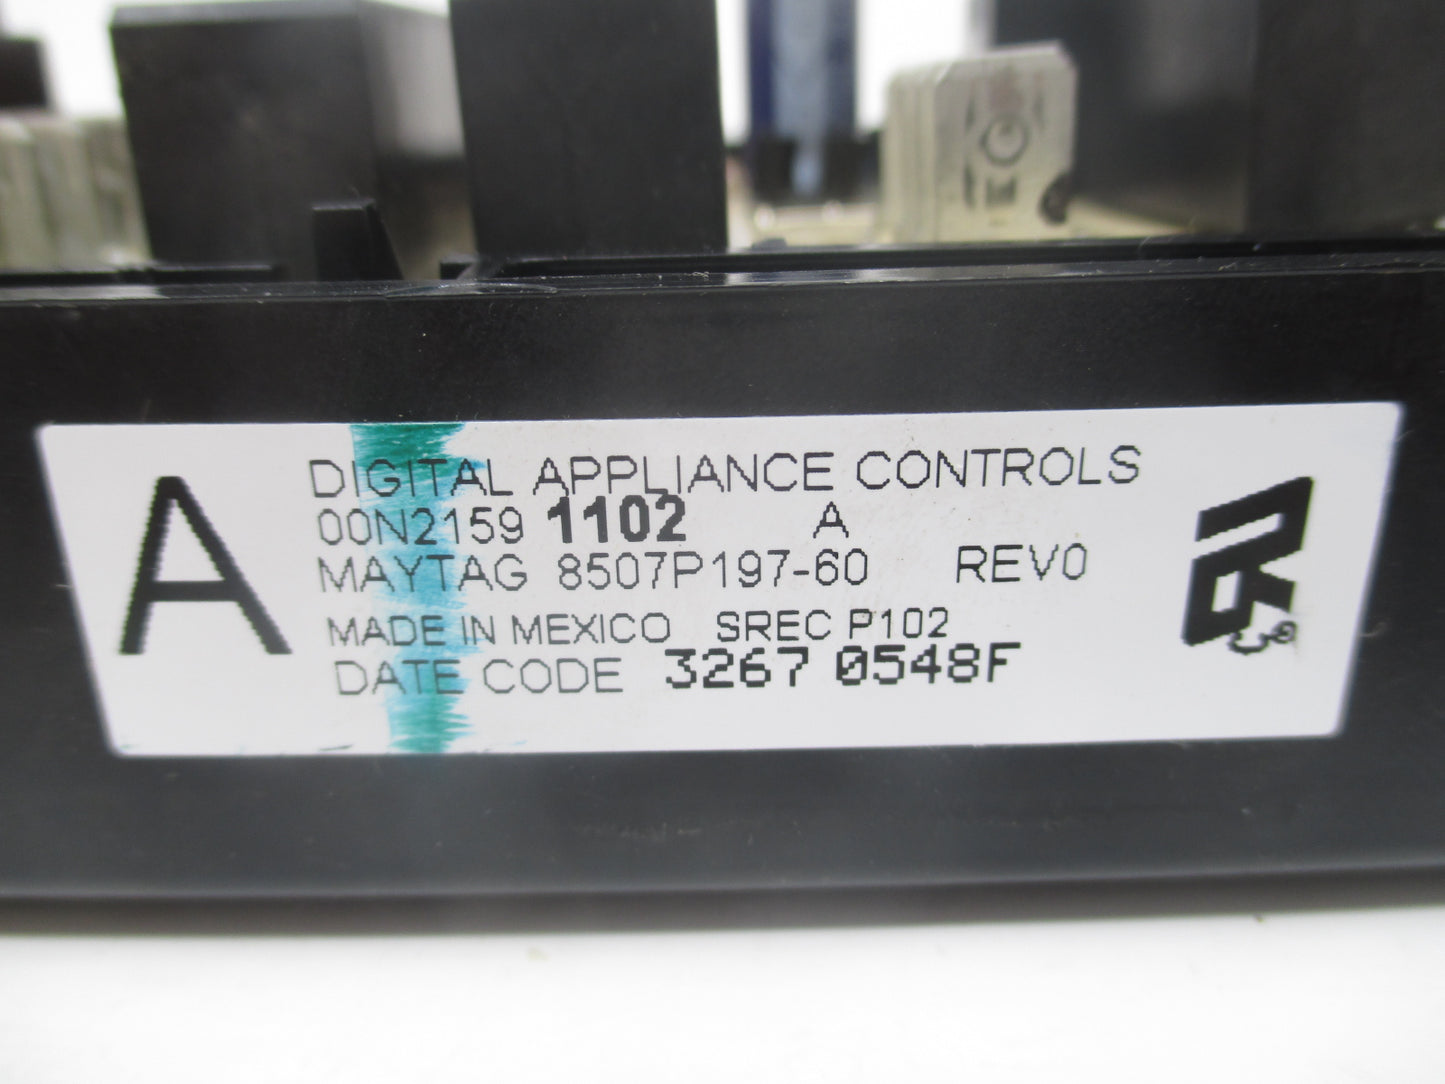 A
DIGITAL APPLIANCE CONTROLS
00N2159 1102 A
MAYTAG 8507P197-60 REV0
MADE IN MEXICO SREC P102
DATE CODE 3267 0548F